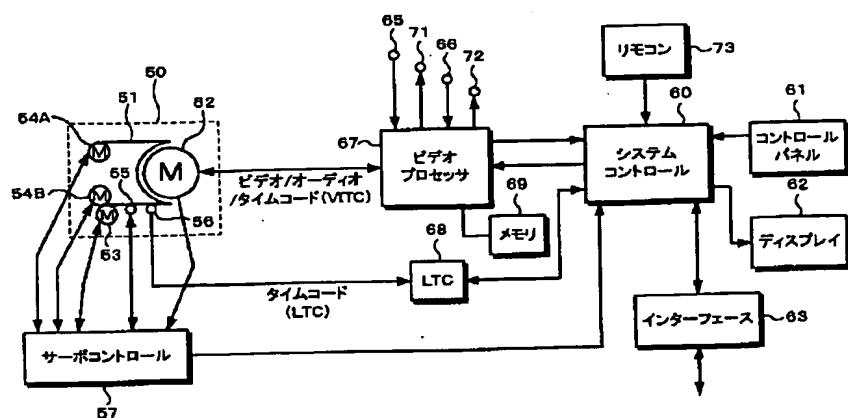 65
71
66
72
リモコン
73
50
51
52
54A
M
M
60
61
67
ビデオ
プロセッサ
システム
コントロール
コントロール
パネル
54B
M
55
M
53
56
ビデオ/オーディオ
/タイムコード(VITC)
69
メモリ
62
ディスプレイ
68
LTC
タイムコード
(LTC)
インターフェース
63
サーボコントロール
57